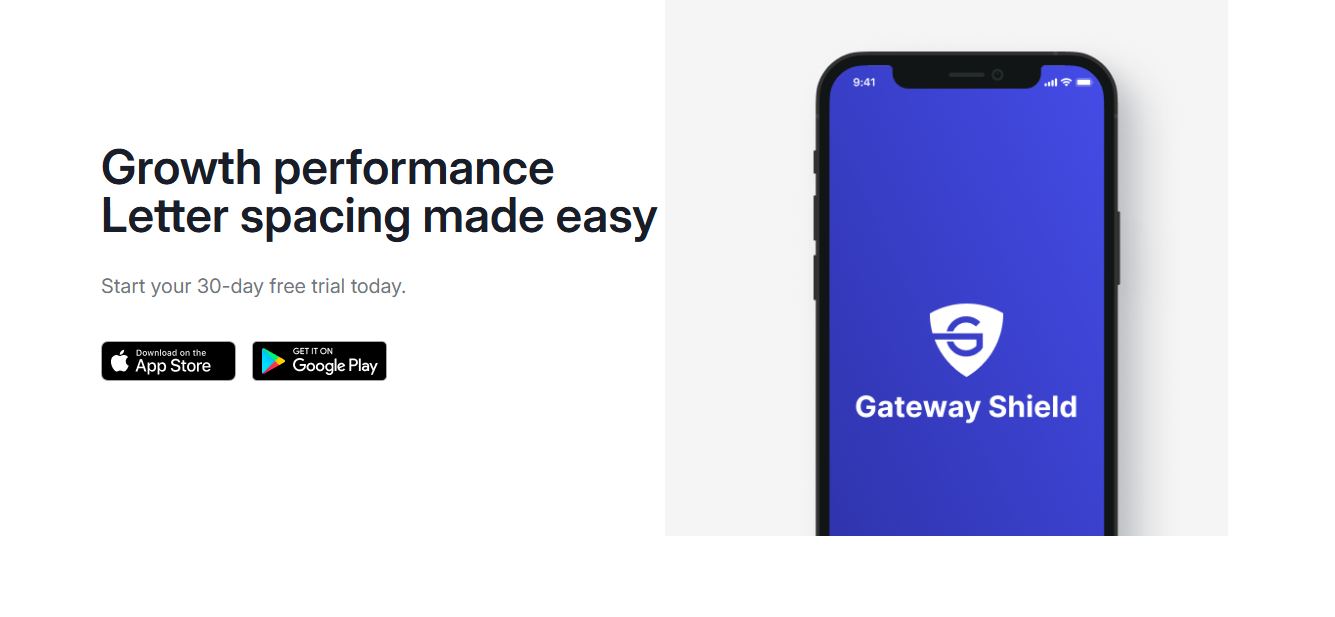 Growth performance
Letter spacing made easy
Start your 30-day free trial today.
Download on the
App Store
GET IT ON
Google Play
9:41
Gateway Shield